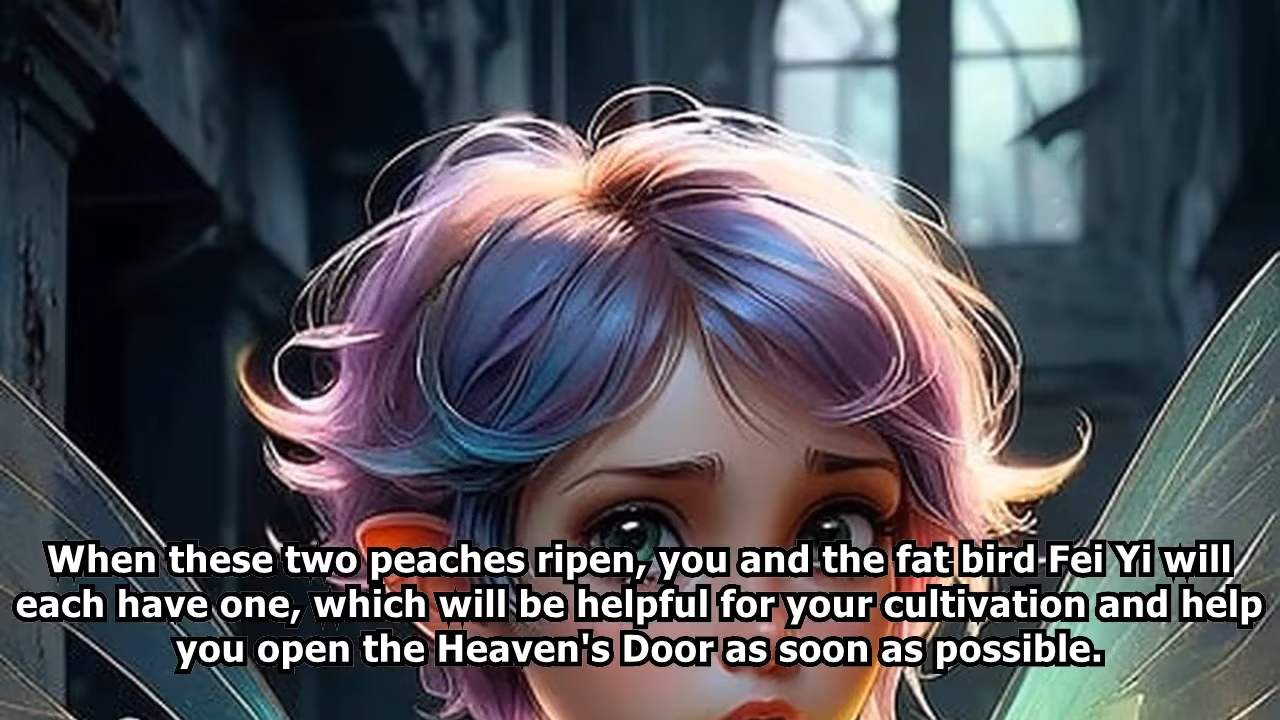 When these two peaches ripen, you and the fat bird Fei Yi will
each have one, which will be helpful for your cultivation and help
you open the Heaven's Door as soon as possible.